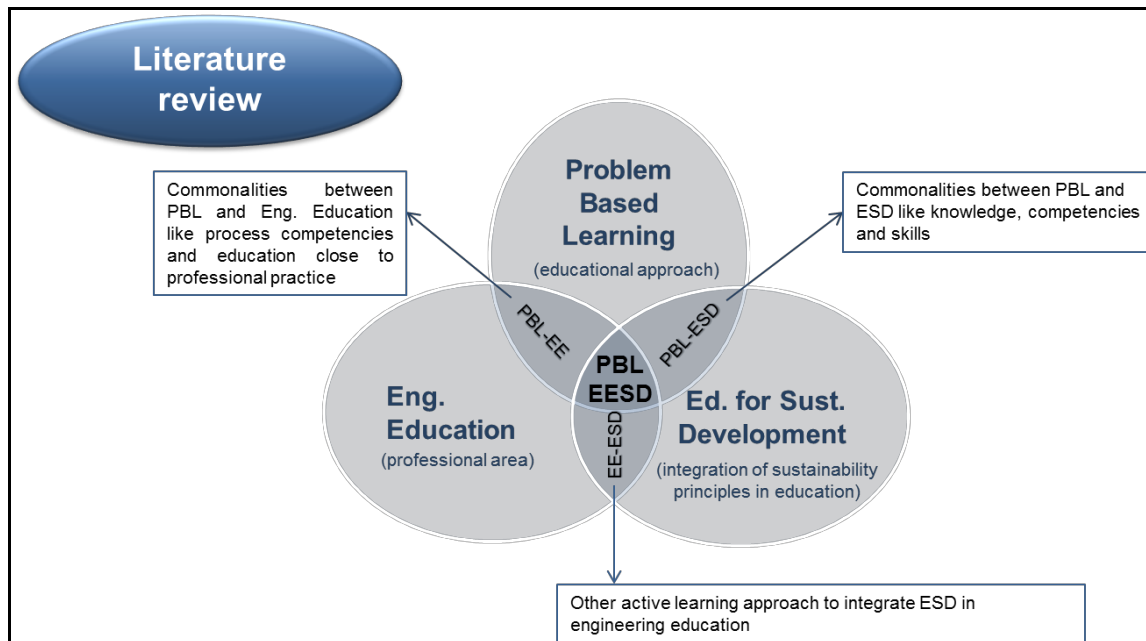 Literature
review
Problem
Based
Learning
(educational approach)
Commonalities between
PBL and Eng. Education
like process competencies
and education close to
professional practice
Commonalities between PBL and
ESD like knowledge, competencies
and skills
PBL-EE
PBL-ESD
PBL
EESD
EE-ESD
Eng.
Education
(professional area)
Ed. for Sust.
Development
(integration of sustainability
principles in education)
Other active learning approach to integrate ESD in
engineering education